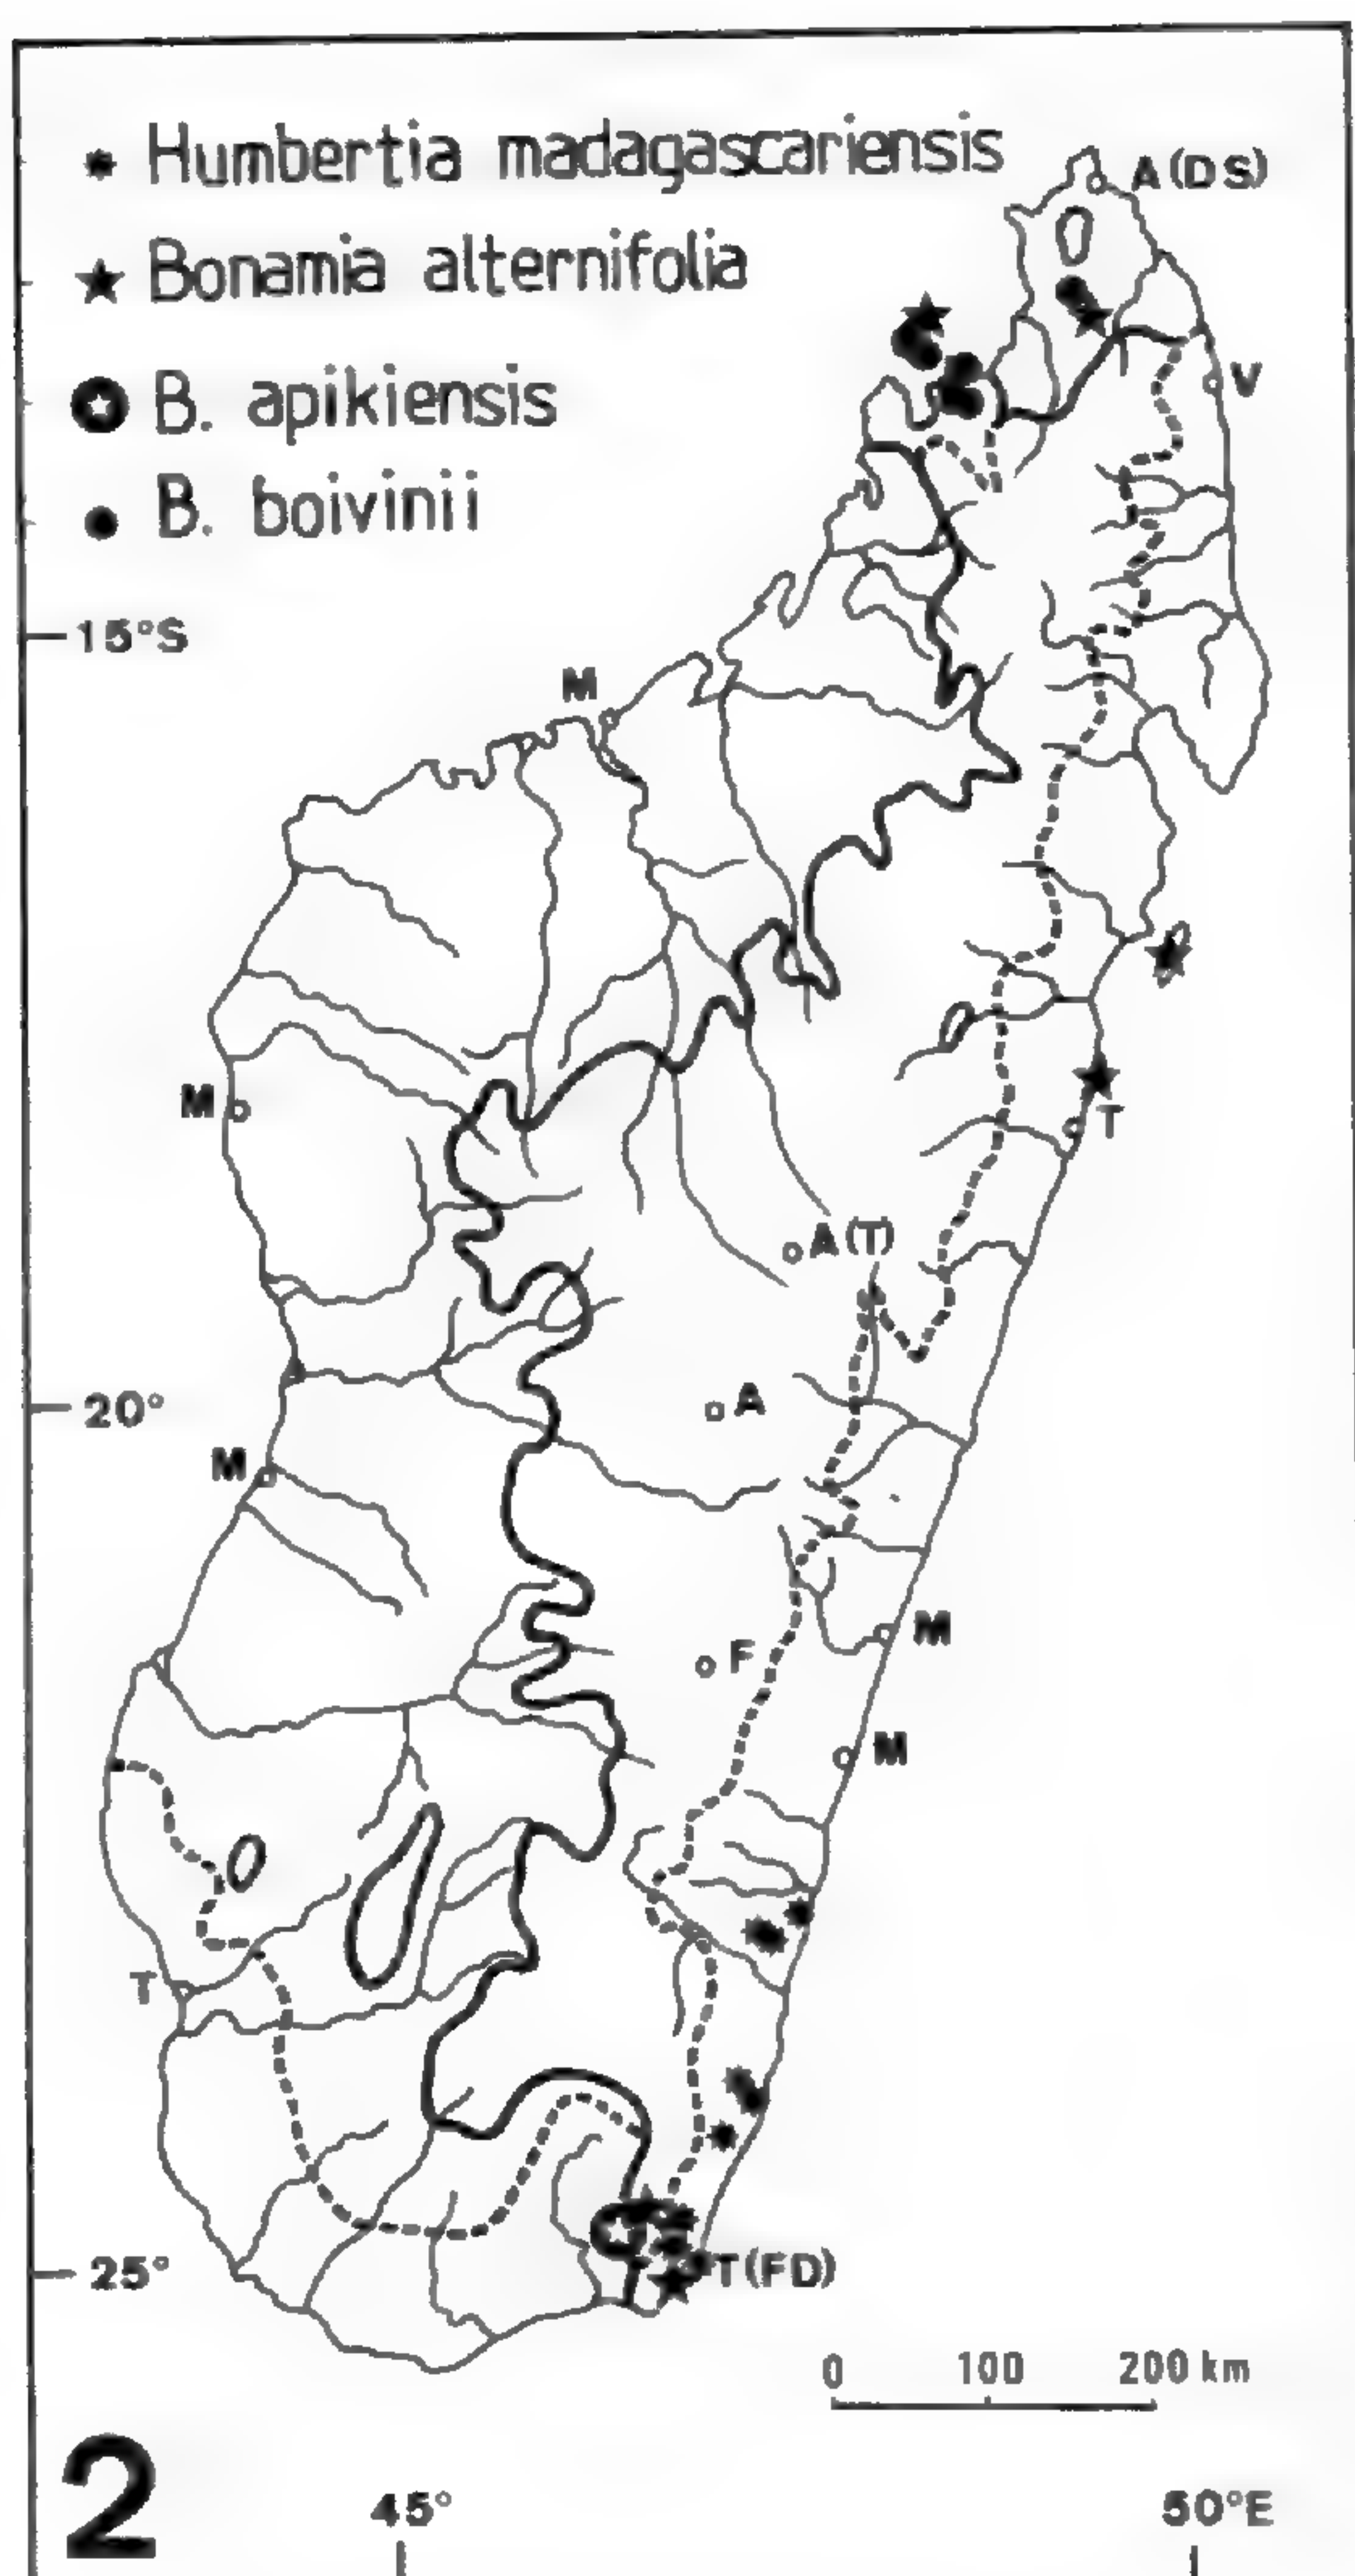 Humbertia madagascariensis
A(DS)
Bonamia alternifolia
B. apikiensis
V
B. boivinii
15°S
M
M
T
A(T)
20°
A
M
F
M
M
T
25°
T(FD)
0 100 200 km
2
45° 50°E